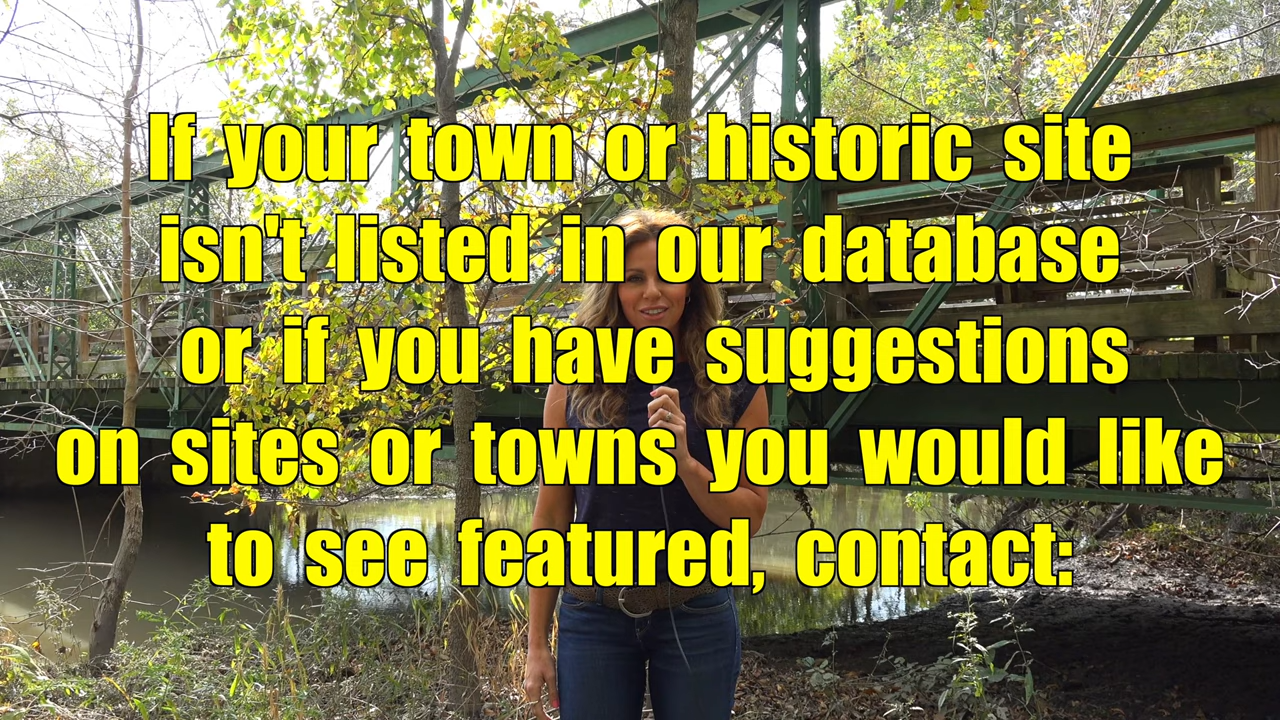 If your town or historic site
isn't listed in our database
or if you have suggestions
on sites or towns you would like
to see featured, contact: